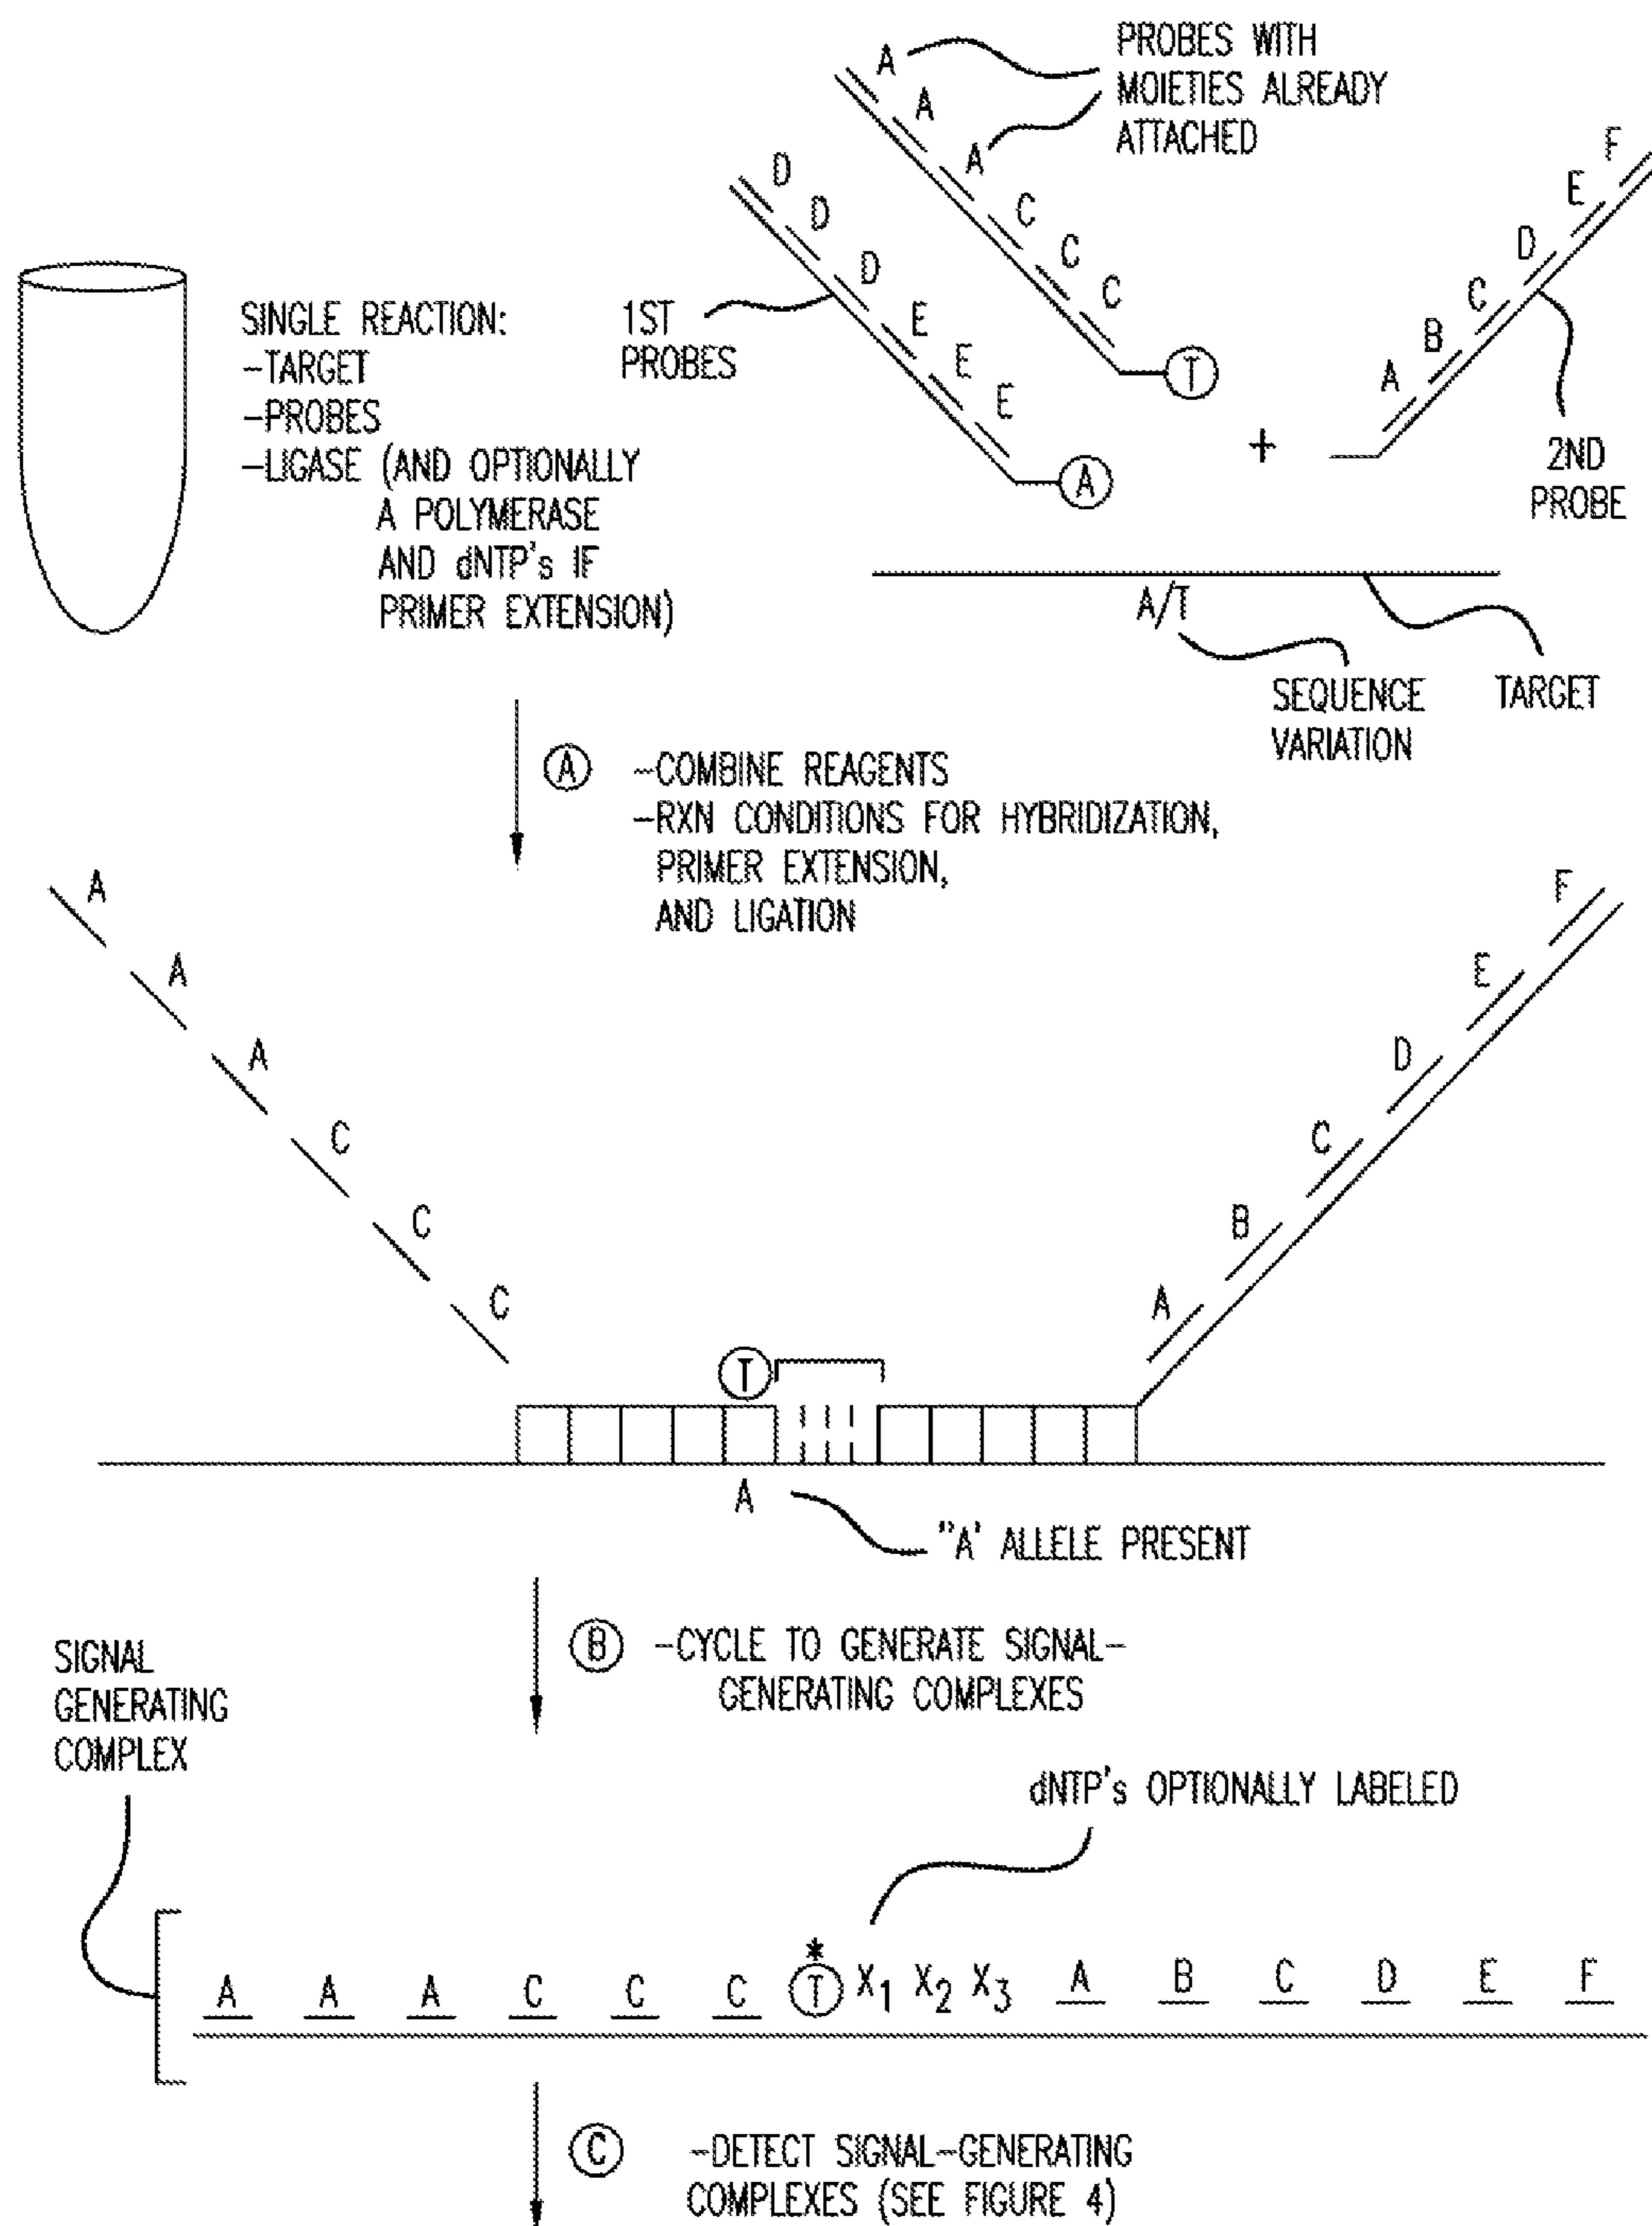 PROBES WITH
MOIETIES ALREADY
ATTACHED
A
A
A
C
C
C
T
D
D
D
E
E
E
A
1ST
PROBES
+
F
E
D
C
B
A
2ND
PROBE
SINGLE REACTION:
-TARGET
-PROBES
-LIGASE (AND OPTIONALLY
A POLYMERASE
AND dNTP's IF
PRIMER EXTENSION)
A/T
SEQUENCE
VARIATION
TARGET
A -COMBINE REAGENTS
-RXN CONDITIONS FOR HYBRIDIZATION,
PRIMER EXTENSION,
AND LIGATION
A
A
A
C
C
C
F
E
D
C
B
A
T
A
"A' ALLELE PRESENT
B -CYCLE TO GENERATE SIGNAL-
GENERATING COMPLEXES
SIGNAL
GENERATING
COMPLEX
dNTP's OPTIONALLY LABELED
*
A A A C C C T X1 X2 X3 A B C D E F
C -DETECT SIGNAL-GENERATING
COMPLEXES (SEE FIGURE 4)